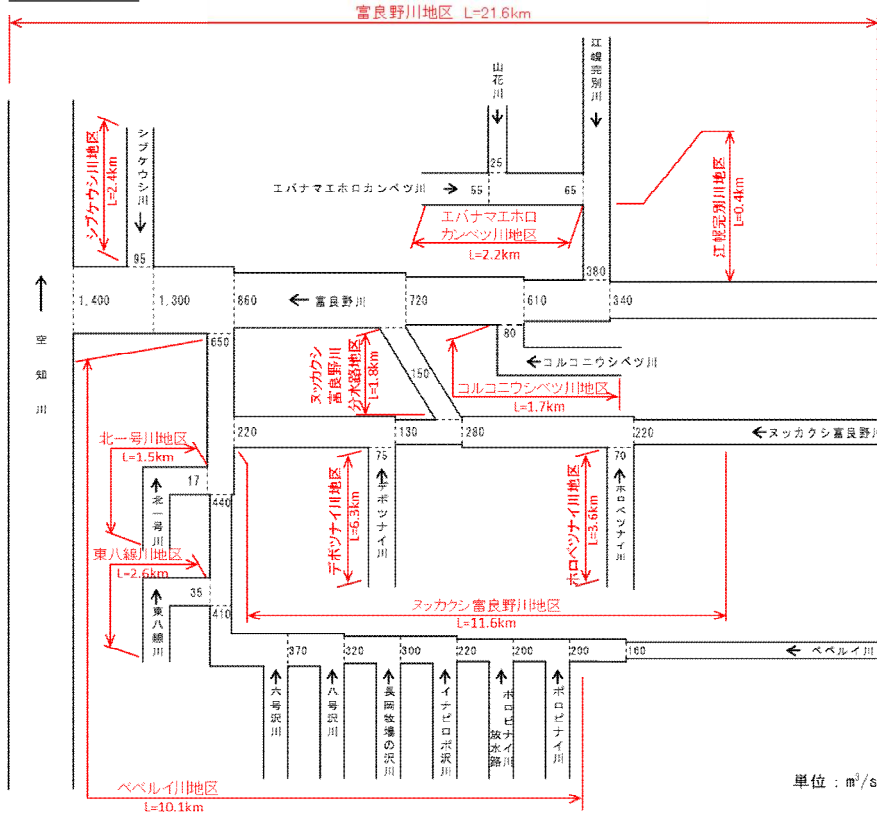 富良野川地区 L=21.6km
山花川
江幌完別川
シブケウシ川
シブケウシ川地区
L=2.4km
エバナマエホロカンベツ川
25
55
65
エバナマエホロ
カンベツ川地区
L=2.2km
江幌完別川地区
L=0.4km
95
380
1,400
1,300
860
富良野川
720
610
340
空知川
650
80
コルコニウシベツ川
ヌッカクシ
富良野川
分水路地区
L=1.8km
150
コルコニウシベツ川地区
L=1.7km
220
130
280
220
ヌッカクシ富良野川
北一号川地区
L=1.5km
17
440
北一号川
75
デボツナイ川
デボツナイ川地区
L=6.3km
70
ホロベツナイ川
ホロベツナイ川地区
L=3.6km
東八線川地区
L=2.6km
35
410
東八線川
ヌッカクシ富良野川地区
L=11.6km
370
320
300
220
200
200
160
ベベルイ川
六号沢川
八号沢川
長岡牧場の沢川
イチビロポ沢川
ポロピナイ川
放水路
ポロピナイ川
ベベルイ川地区
L=10.1km
単位：m³/s